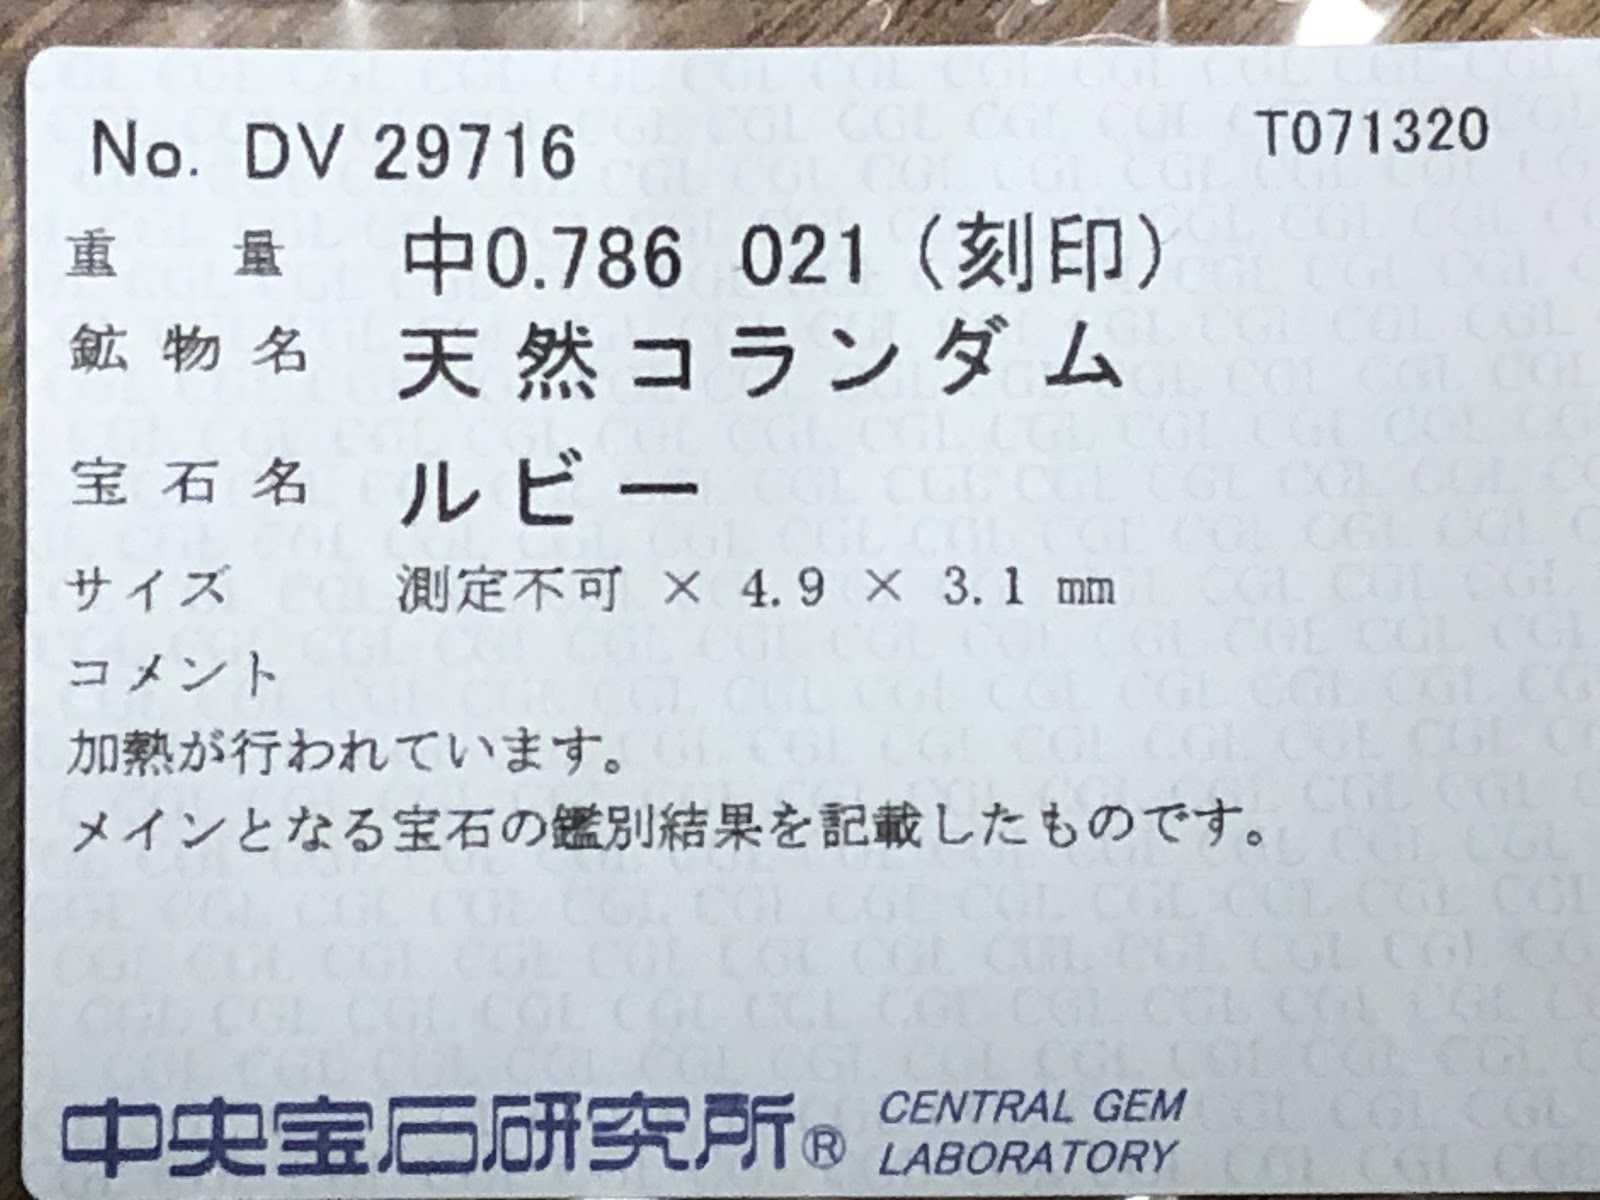 No. DV 29716 T071320
重量 中0.786 021 (刻印)
鉱物名 天然コランダム
宝石名 ルビー
サイズ 測定不可 × 4.9 × 3.1 mm
コメント
加熱が行われています。
メインとなる宝石の鑑別結果を記載したものです。
中央宝石研究所® CENTRAL GEM
LABORATORY